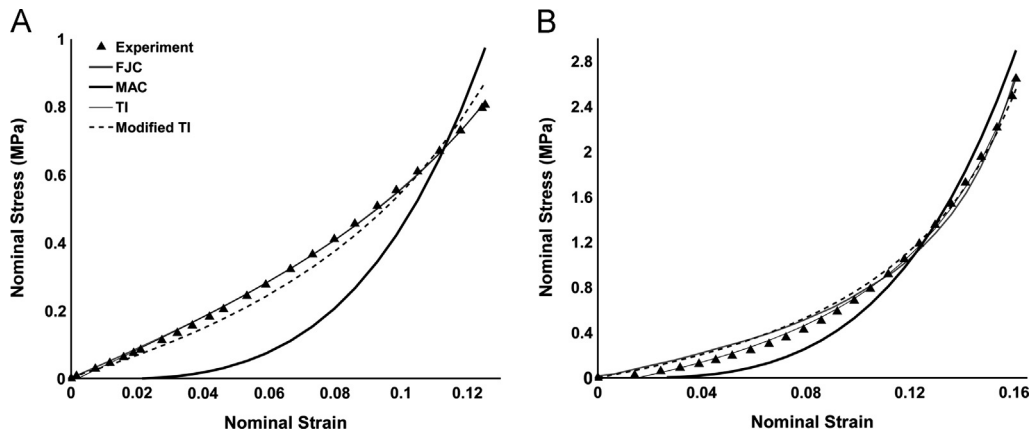 A
Nominal Stress (MPa)
1
0.8
0.6
0.4
0.2
0
Experiment
FJC
MAC
TI
Modified TI
0.02
0.04
0.06
0.08
0.1
0.12
Nominal Strain
B
Nominal Stress (MPa)
2.8
2.4
2
1.6
1.2
0.8
0.4
0
0
0.04
0.08
0.12
0.16
Nominal Strain